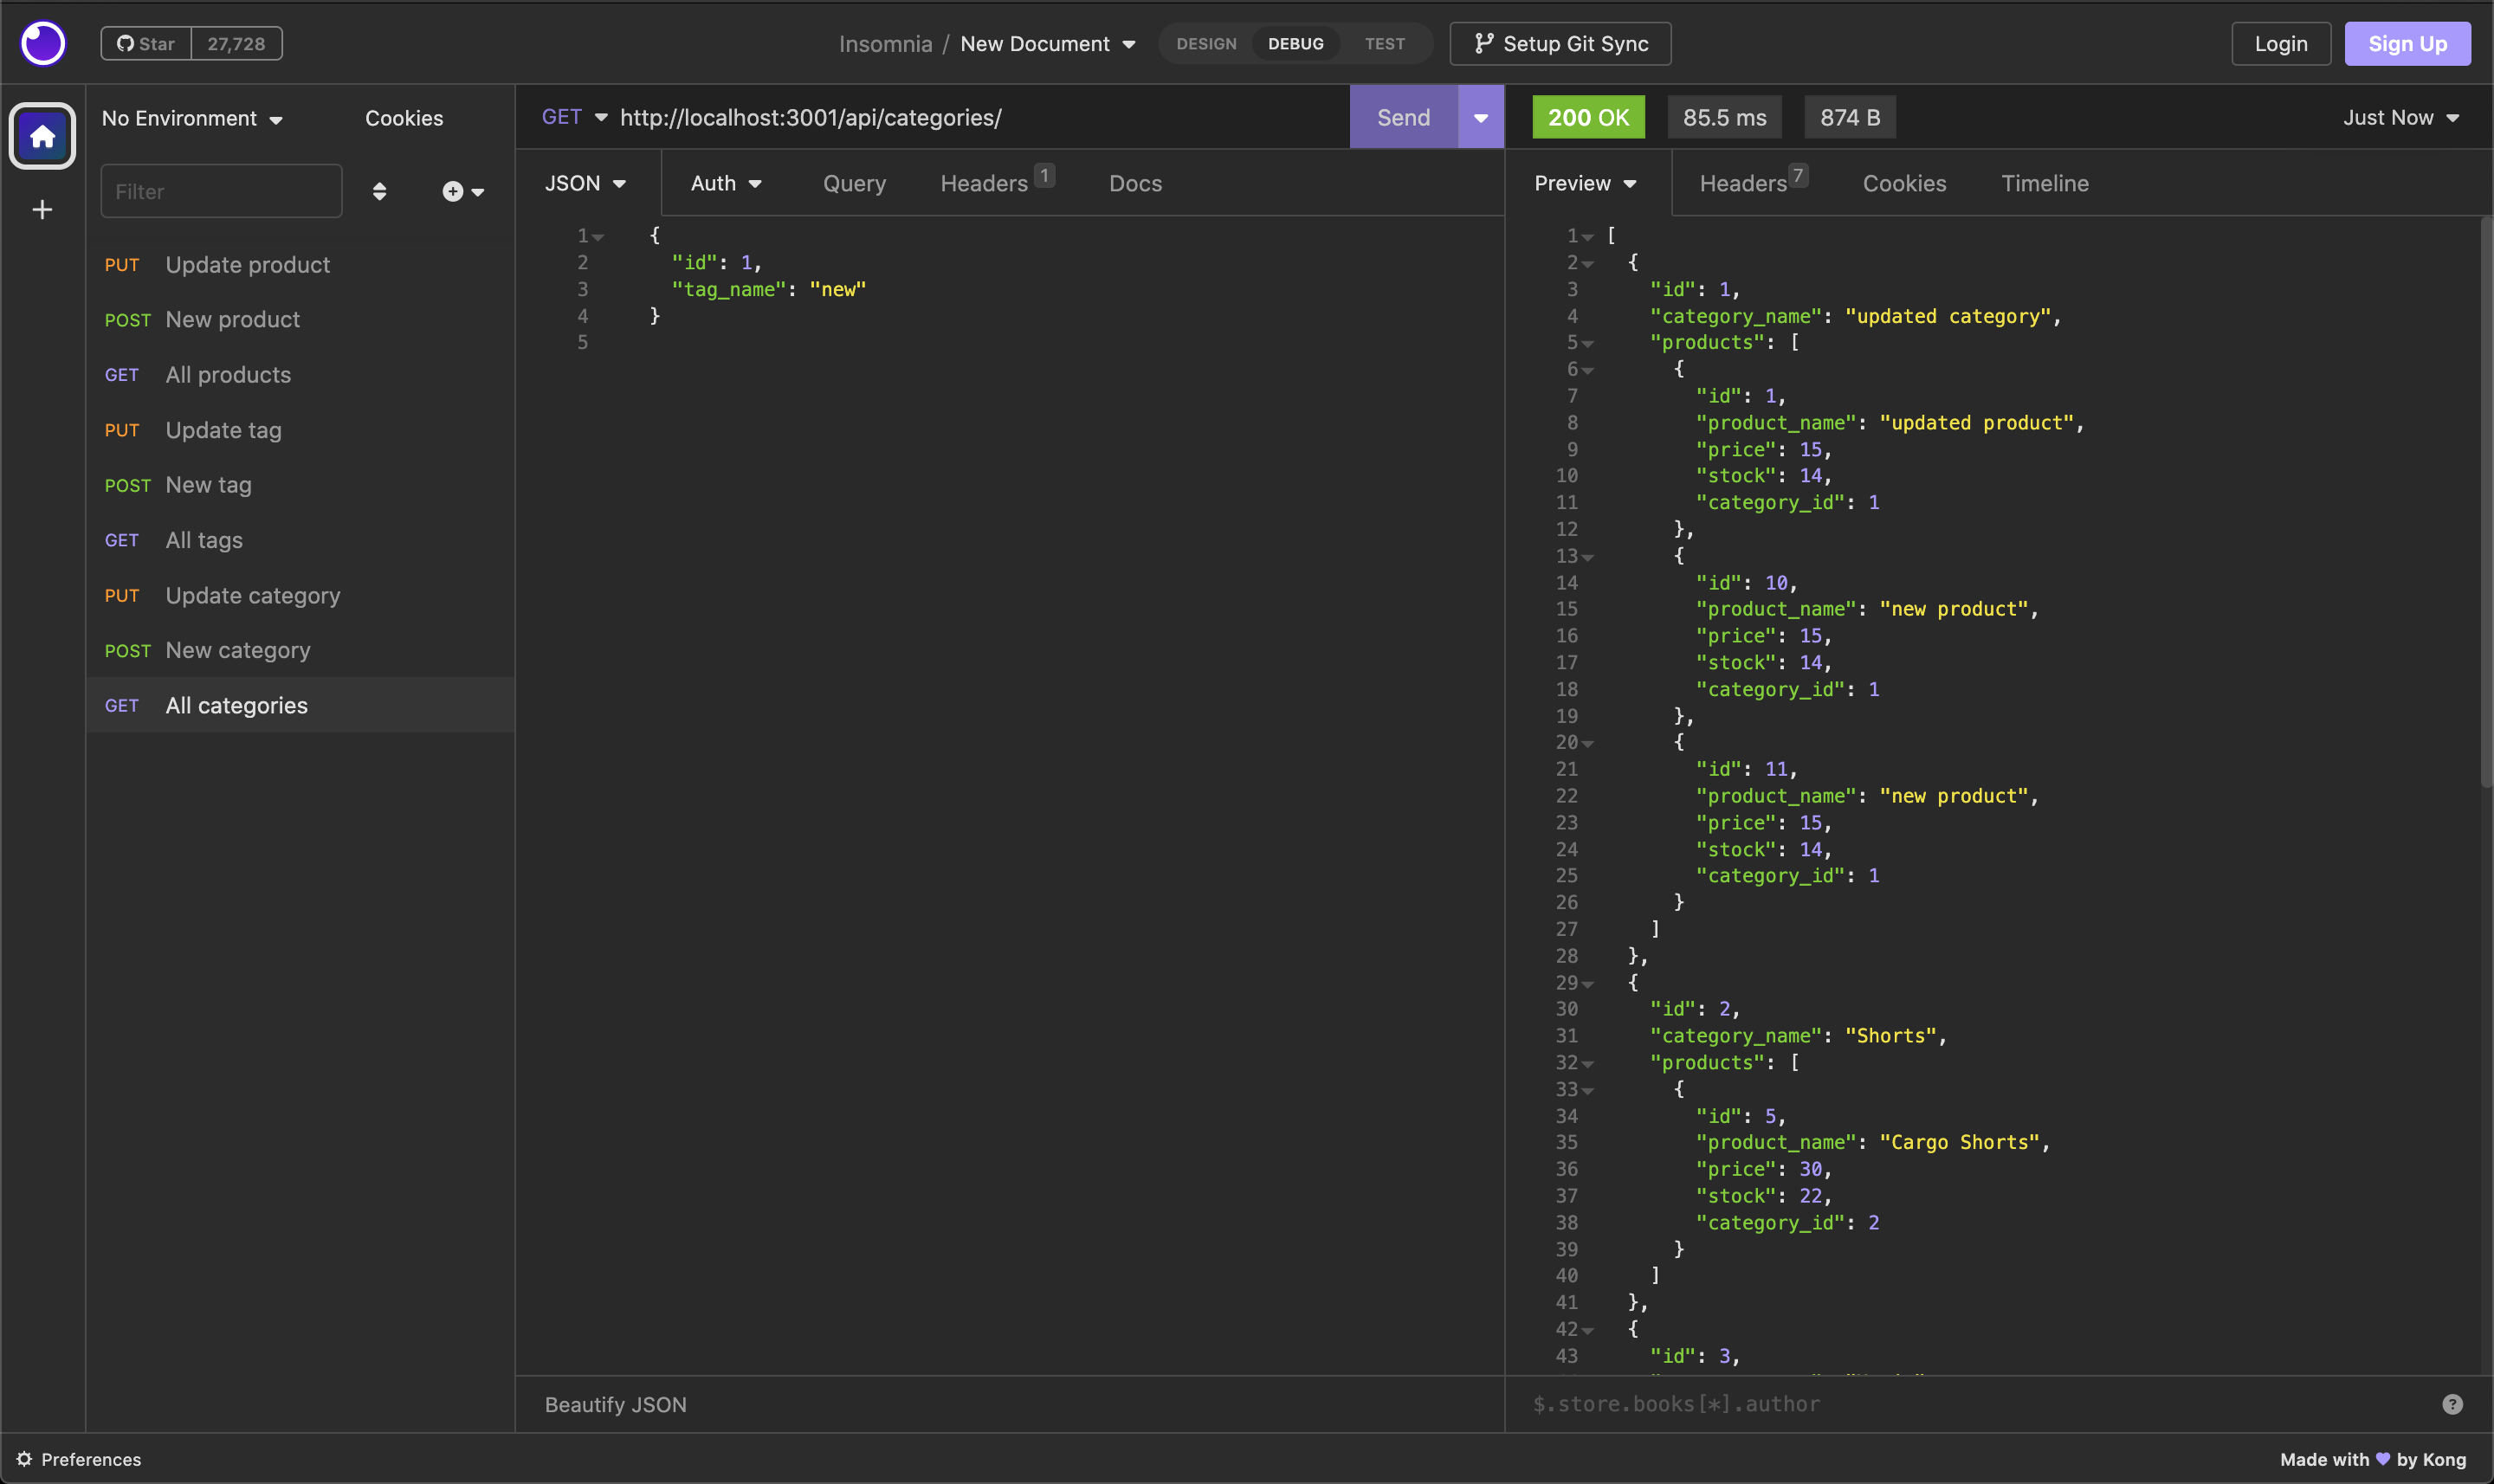 Star 27,728
Insomnia / New Document
DESIGN DEBUG TEST
Setup Git Sync
Login
Sign Up
No Environment
Cookies
Filter
PUT Update product
POST New product
GET All products
PUT Update tag
POST New tag
GET All tags
PUT Update category
POST New category
GET All categories
GET http://localhost:3001/api/categories/
Send
JSON Auth Query Headers 1 Docs
1 {
2 "id": 1,
3 "tag_name": "new"
4 }
5
Beautify JSON
200 OK 85.5 ms 874 B Just Now
Preview Headers 7 Cookies Timeline
1 [
2 {
3 "id": 1,
4 "category_name": "updated category",
5 "products": [
6 {
7 "id": 1,
8 "product_name": "updated product",
9 "price": 15,
10 "stock": 14,
11 "category_id": 1
12 },
13 {
14 "id": 10,
15 "product_name": "new product",
16 "price": 15,
17 "stock": 14,
18 "category_id": 1
19 },
20 {
21 "id": 11,
22 "product_name": "new product",
23 "price": 15,
24 "stock": 14,
25 "category_id": 1
26 }
27 ]
28 },
29 {
30 "id": 2,
31 "category_name": "Shorts",
32 "products": [
33 {
34 "id": 5,
35 "product_name": "Cargo Shorts",
36 "price": 30,
37 "stock": 22,
38 "category_id": 2
39 }
40 ]
41 },
42 {
43 "id": 3,
$.store.books[*].author
?
Preferences
Made with by Kong